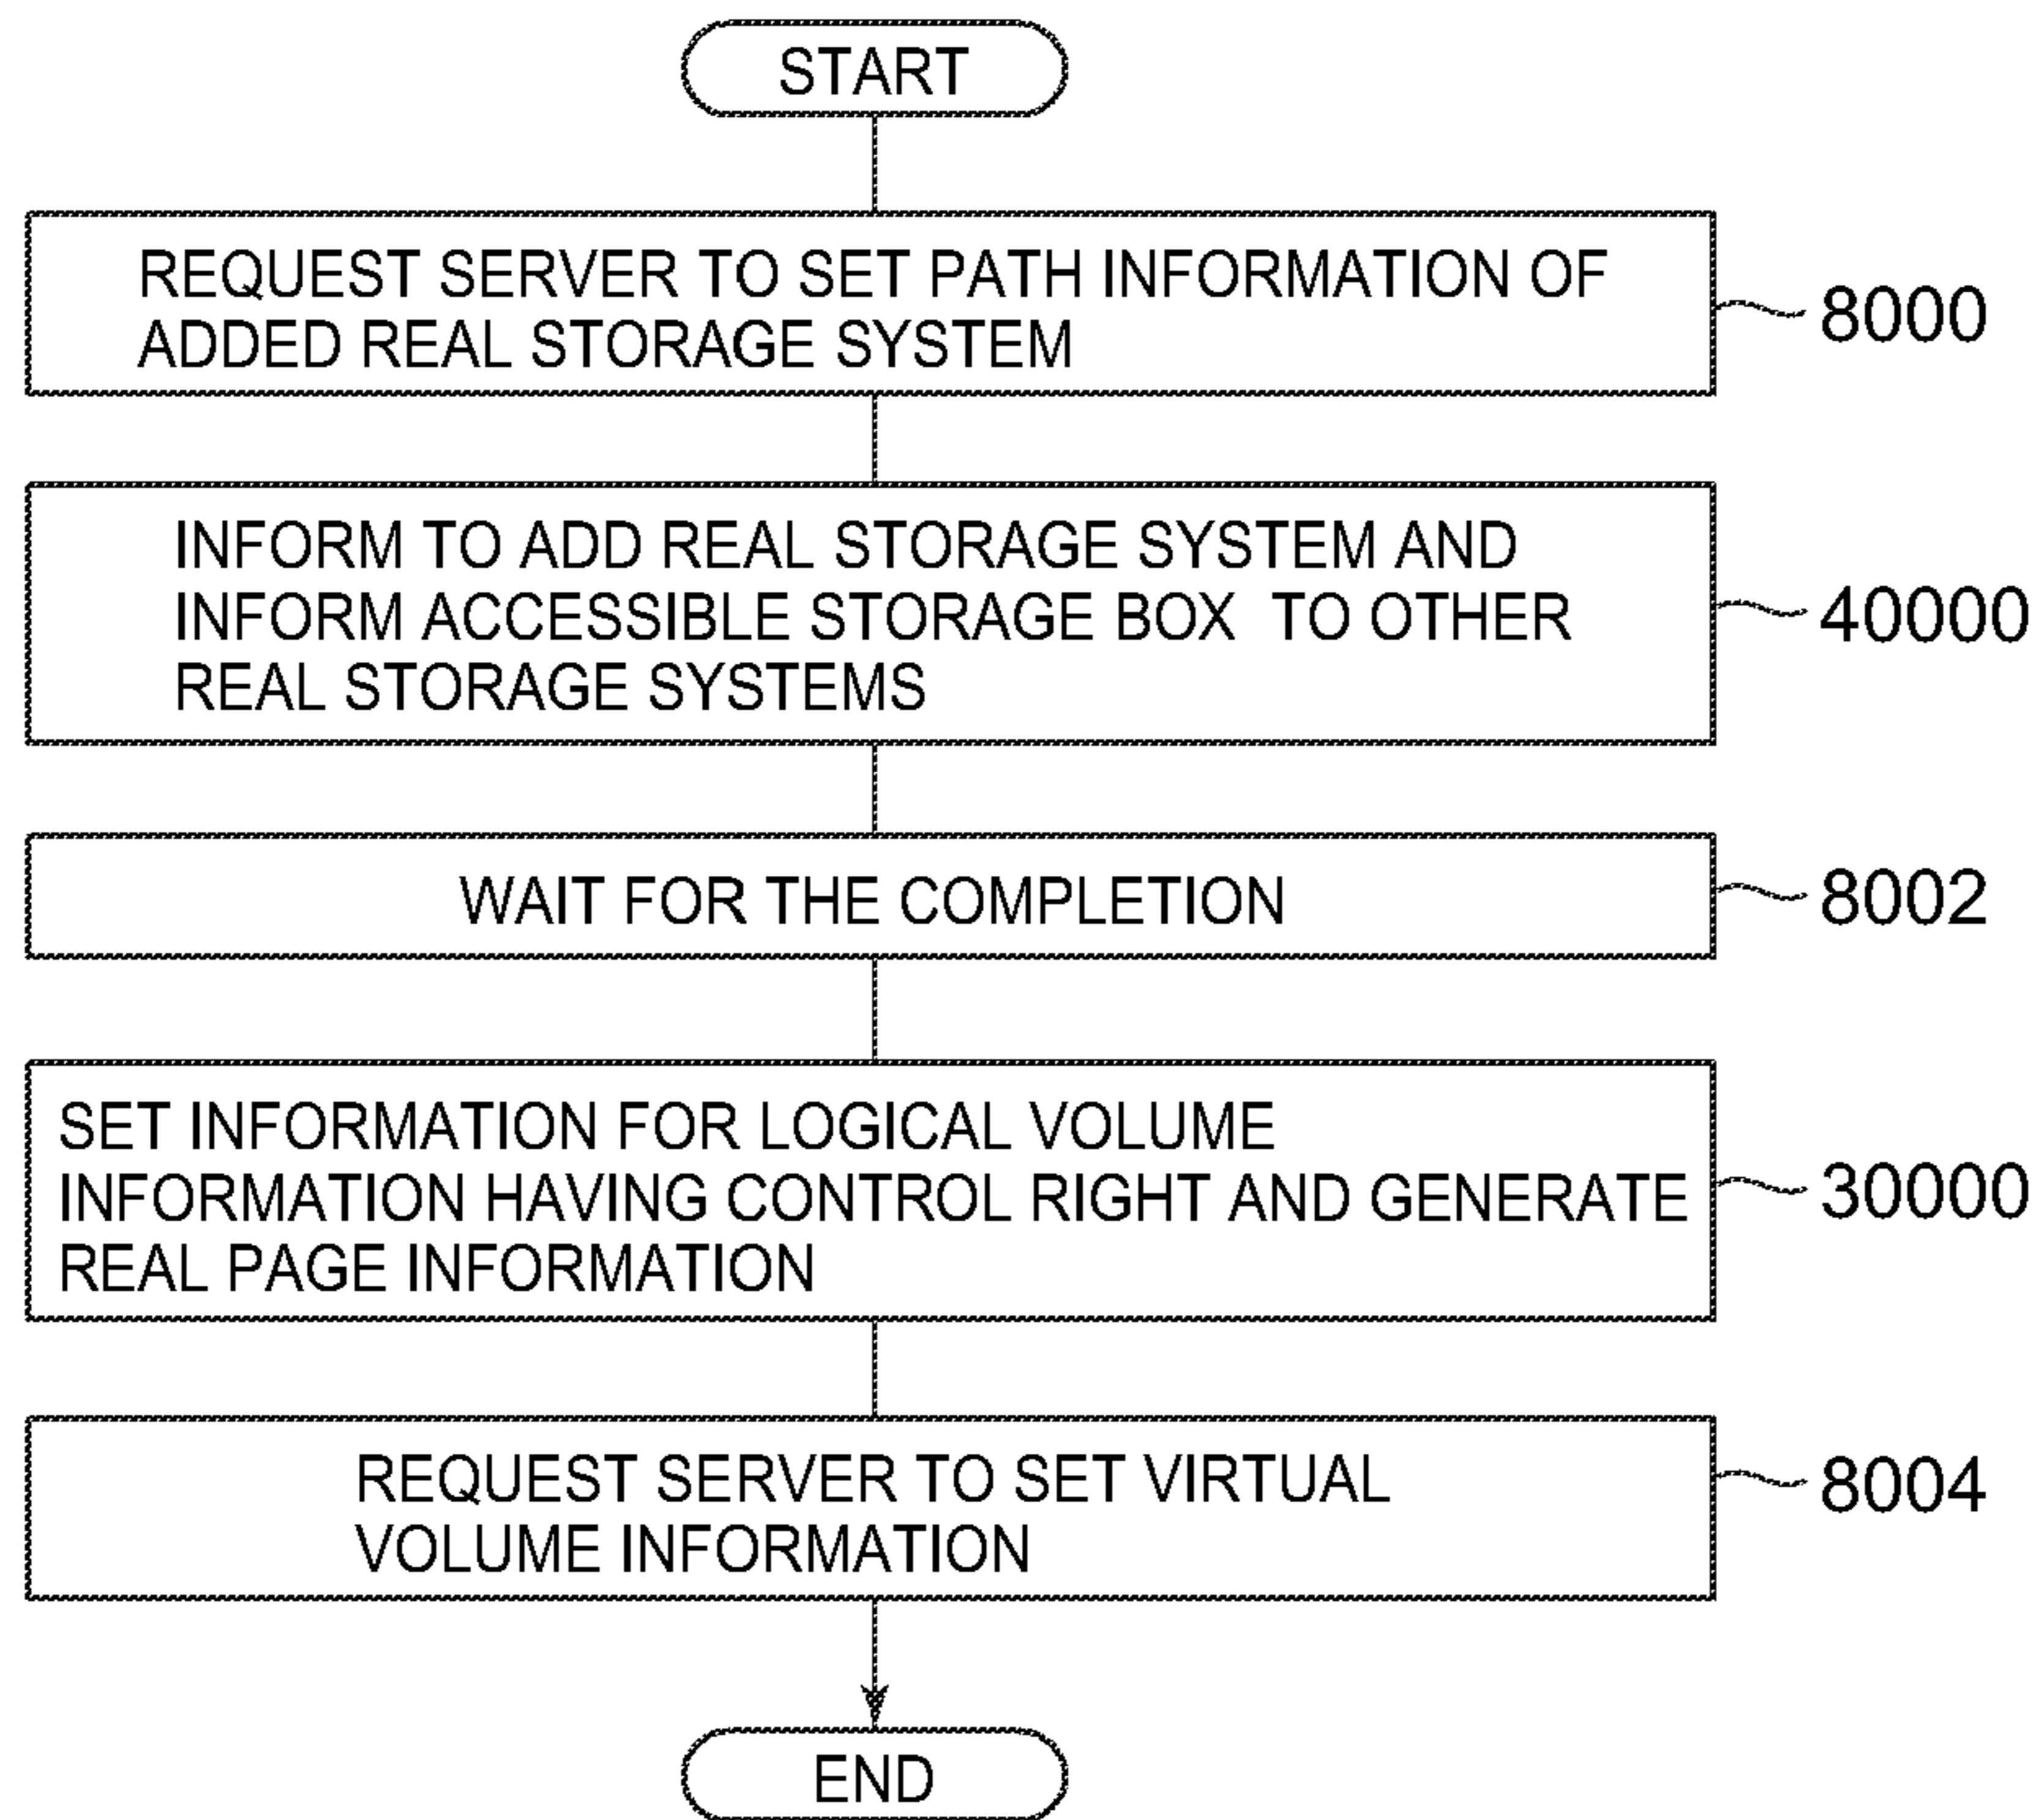 START
REQUEST SERVER TO SET PATH INFORMATION OF
ADDED REAL STORAGE SYSTEM
8000
INFORM TO ADD REAL STORAGE SYSTEM AND
INFORM ACCESSIBLE STORAGE BOX TO OTHER
REAL STORAGE SYSTEMS
40000
WAIT FOR THE COMPLETION
8002
SET INFORMATION FOR LOGICAL VOLUME
INFORMATION HAVING CONTROL RIGHT AND GENERATE
REAL PAGE INFORMATION
30000
REQUEST SERVER TO SET VIRTUAL
VOLUME INFORMATION
8004
END